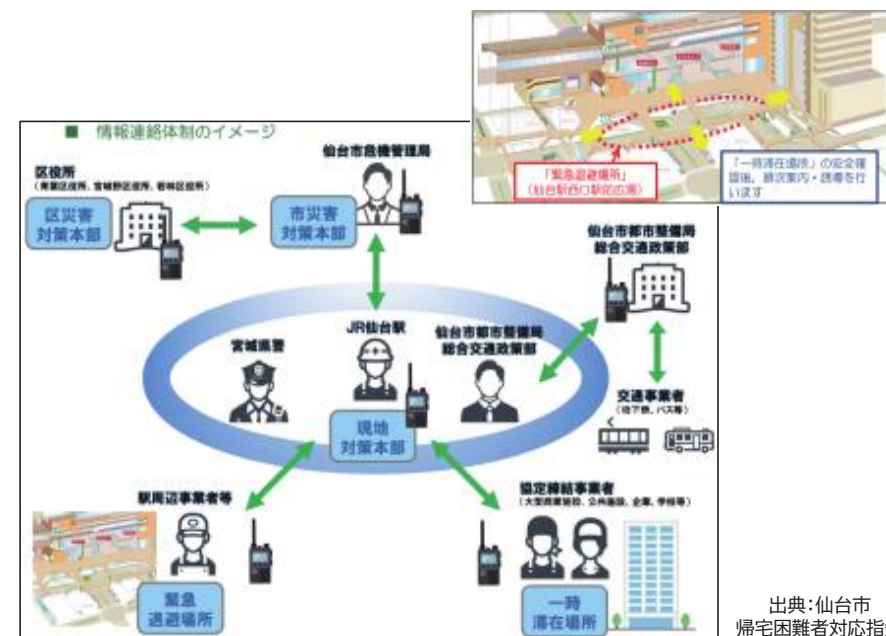 「緊急退避場所」
（仙台駅西口駅前広場）
「一時滞在場所」の安全確
認後、順次案内・誘導を行
います
■ 情報連絡体制のイメージ
仙台市危機管理局
区役所
（青葉区役所、宮城野区役所、若林区役所）
区災害
対策本部
市災害
対策本部
仙台市都市整備局
総合交通政策部
JR仙台駅
宮城県警
仙台市都市整備局
総合交通政策部
現地
対策本部
交通事業者
（地下鉄、バス等）
駅周辺事業者等
緊急
退避場所
協定締結事業者
（大型商業施設、公共施設、企業、学校等）
一時
滞在場所
出典：仙台市
帰宅困難者対応指